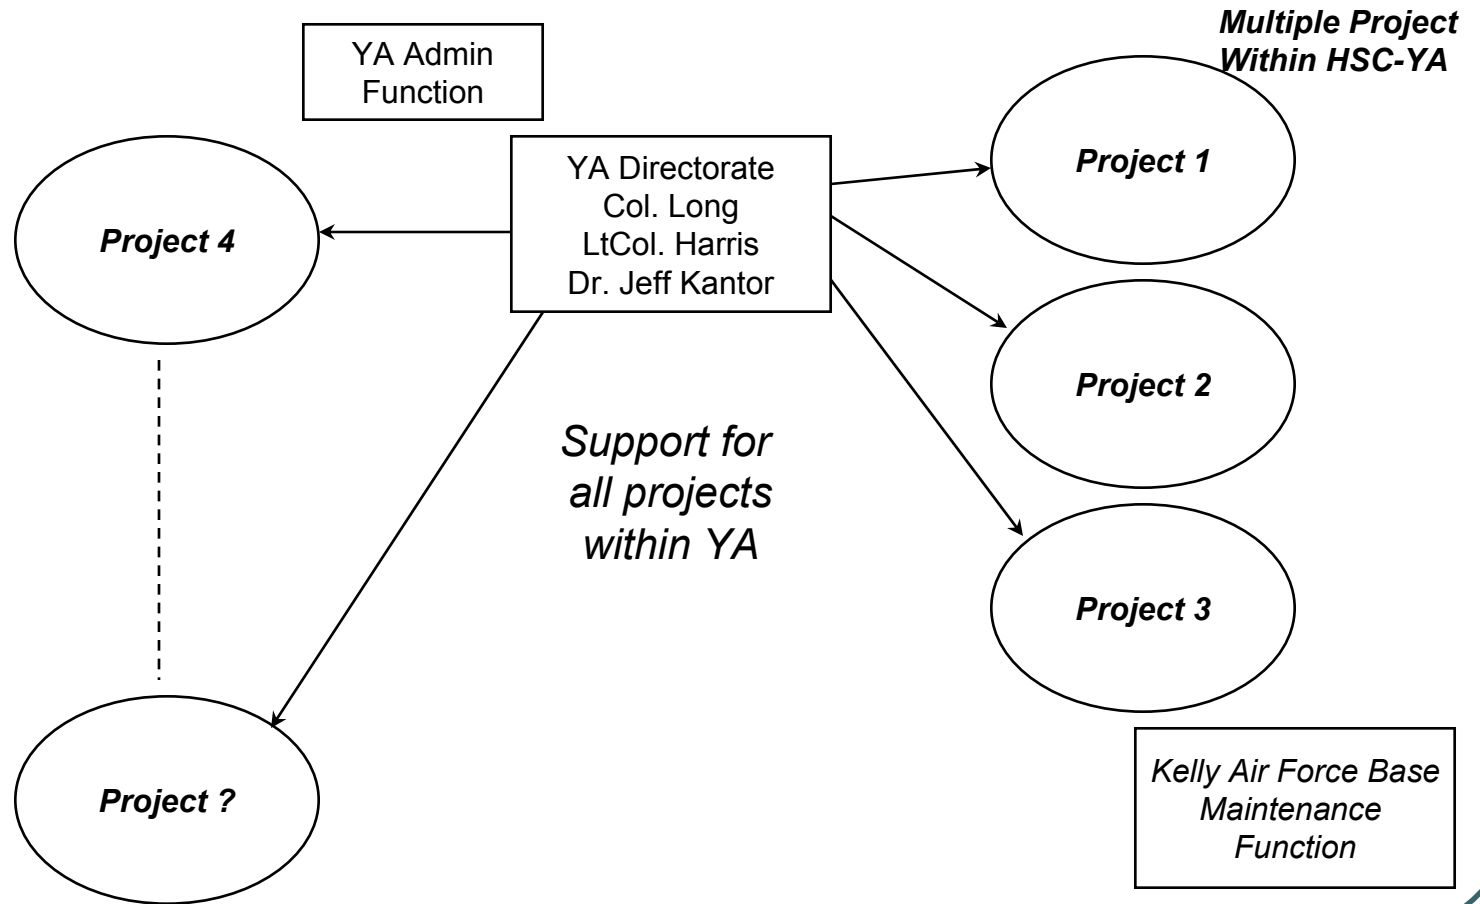 Multiple Project
Within HSC-YA
YA Admin
Function
YA Directorate
Col. Long
LtCol. Harris
Dr. Jeff Kantor
Project 1
Project 4
Project 2
Support for
all projects
within YA
Project 3
Project ?
Kelly Air Force Base
Maintenance
Function